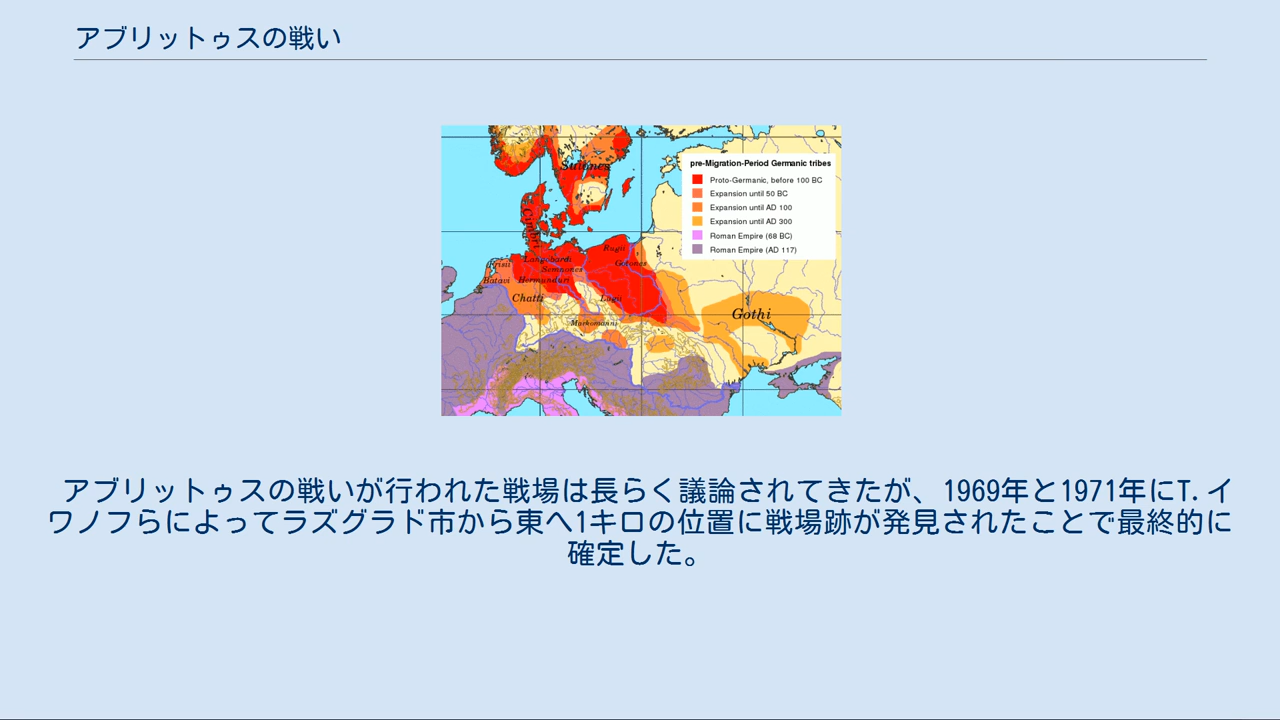 アブリットゥスの戦い
pre-Migration-Period Germanic tribes
Proto-Germanic, before 100 BC
Expansion until 50 BC
Expansion until AD 100
Expansion until AD 300
Roman Empire (68 BC)
Roman Empire (AD 117)
Suiones
Cimbri
Rugii
Gotones
Frisii
Langobardi
Semnones
Batavi
Hermunduri
Chatti
Lugii
Markomanni
Gothi
アブリットゥスの戦いが行われた戦場は長らく議論されてきたが、1969年と1971年にT.イ
ワノフらによってラズグラド市から東へ1キロの位置に戦場跡が発見されたことで最終的に
確定した。